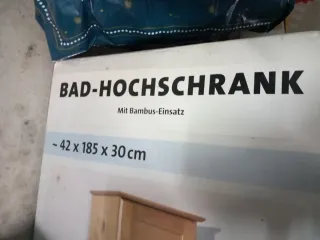 BAD-HOCHSCHRANK
Mit Bambus-Einsatz
~ 42 x 185 x 30 cm